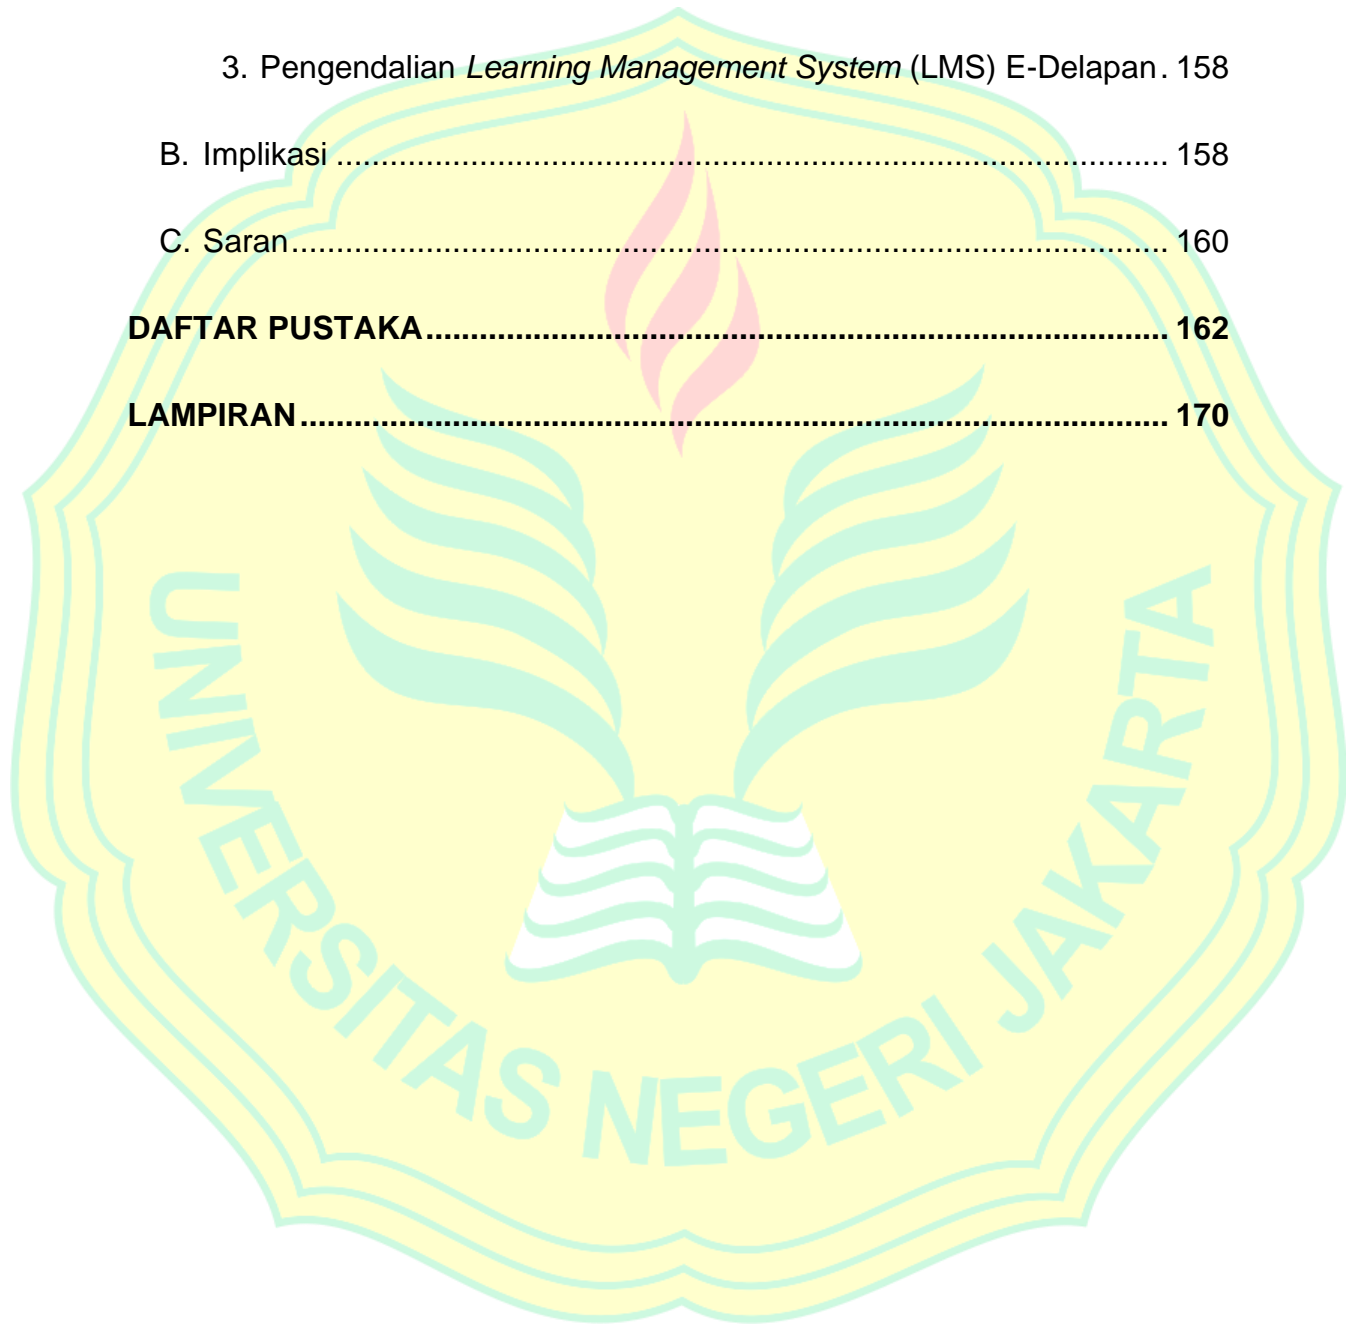 3. Pengendalian Learning Management System (LMS) E-Delapan. 158
B. Implikasi ............................................................................................ 158
C. Saran................................................................................................. 160
DAFTAR PUSTAKA................................................................................... 162
LAMPIRAN................................................................................................. 170
UNIVERSITAS NEGERI JAKARTA